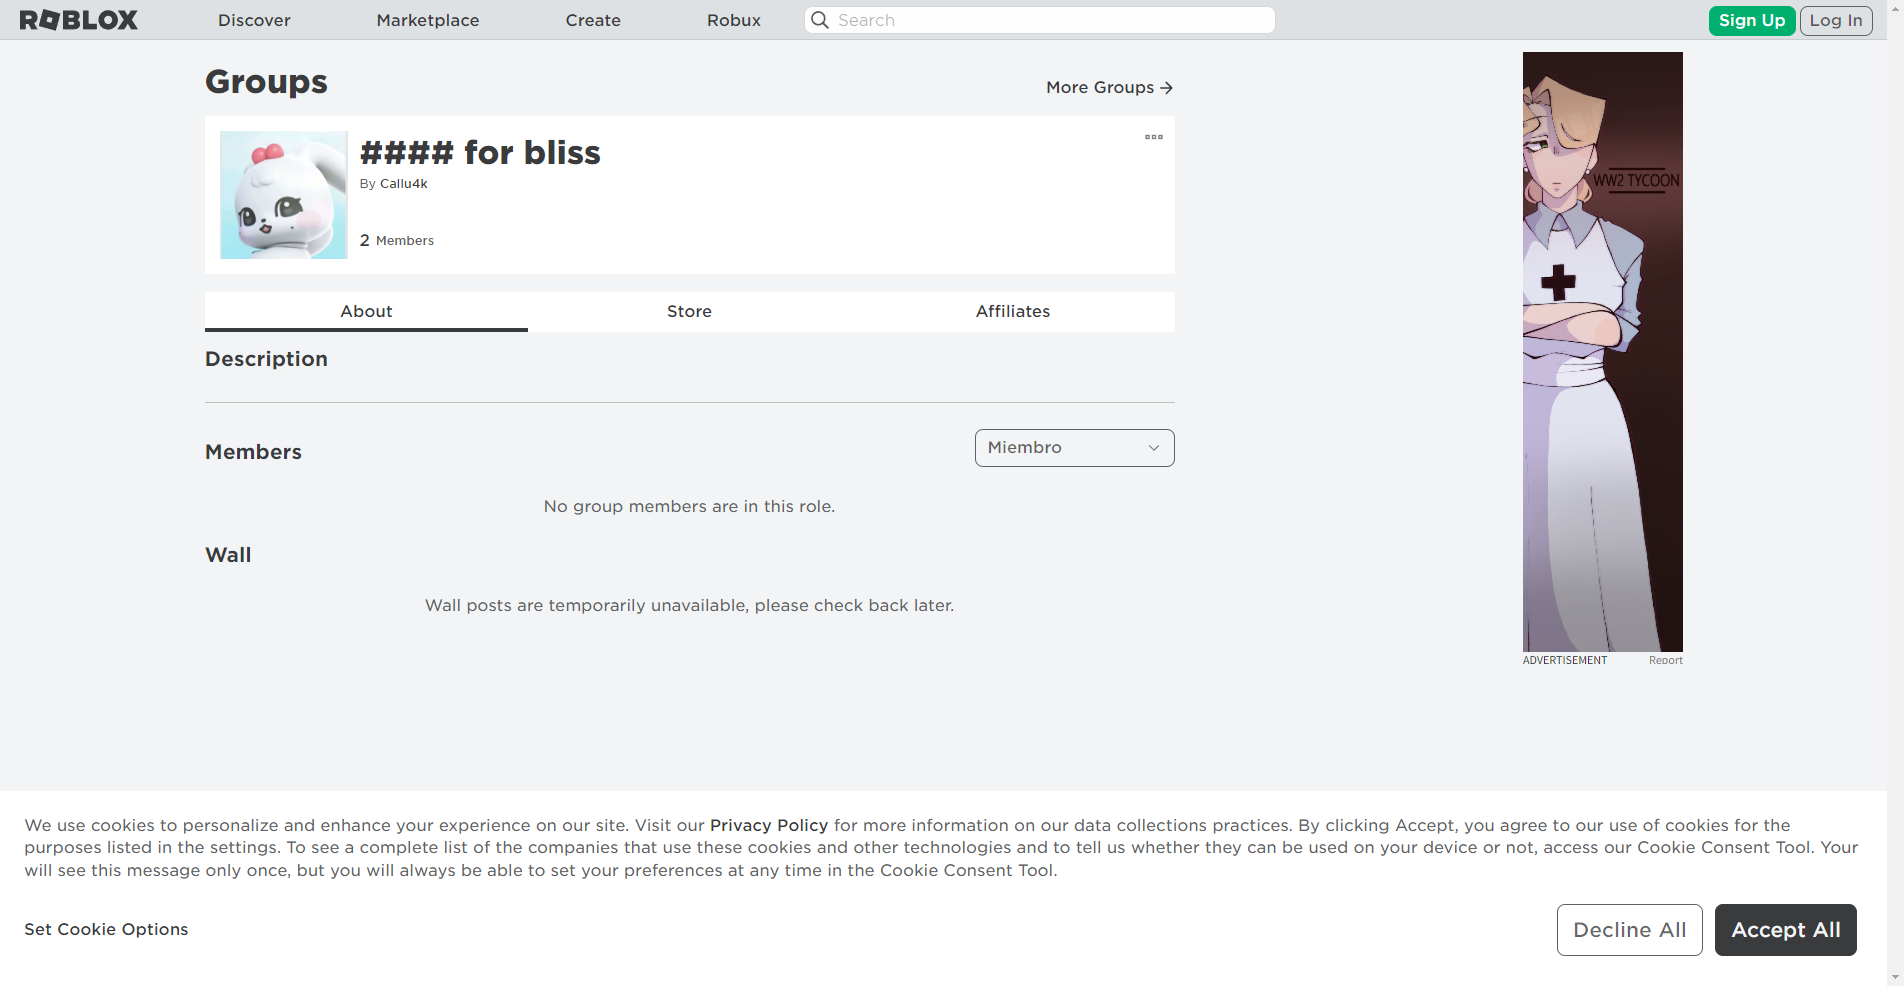 ROBLOX Discover Marketplace Create Robux Search Sign Up Log In
Groups
More Groups
#### for bliss
By Callu4k
2 Members
About Store Affiliates
Description
Members
Miembro
No group members are in this role.
Wall
Wall posts are temporarily unavailable, please check back later.
WW2 TYCOON
ADVERTISEMENT Report
We use cookies to personalize and enhance your experience on our site. Visit our Privacy Policy for more information on our data collections practices. By clicking Accept, you agree to our use of cookies for the
purposes listed in the settings. To see a complete list of the companies that use these cookies and other technologies and to tell us whether they can be used on your device or not, access our Cookie Consent Tool. Your
will see this message only once, but you will always be able to set your preferences at any time in the Cookie Consent Tool.
Set Cookie Options
Decline All Accept All